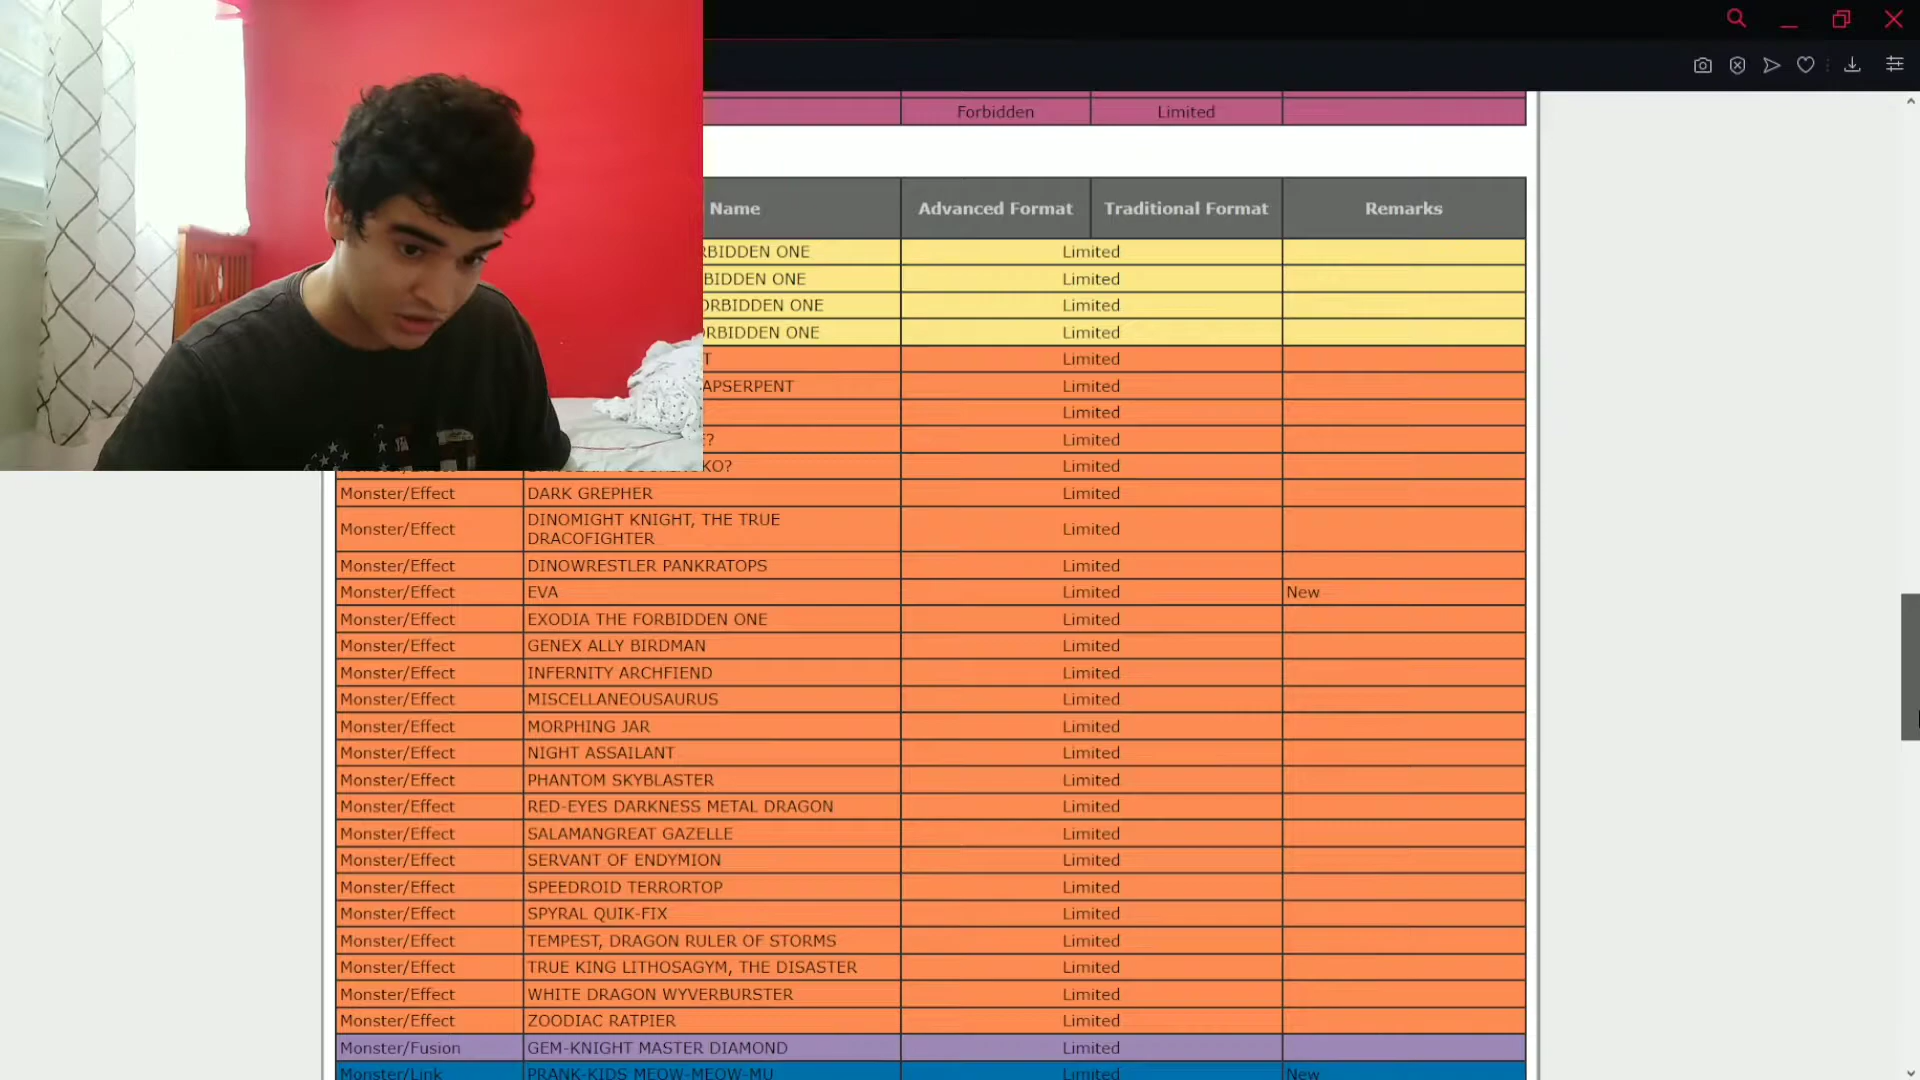 Forbidden Limited
Name Advanced Format Traditional Format Remarks
RBIDDEN ONE Limited
BIDDEN ONE Limited
ORBIDDEN ONE Limited
ORBIDDEN ONE Limited
T Limited
APSERPENT Limited
Limited
E? Limited
KO? Limited
Monster/Effect DARK GREPHER Limited
Monster/Effect DINOMIGHT KNIGHT, THE TRUE
DRACOFIGHTER Limited
Monster/Effect DINOWRESTLER PANKRATOPS Limited
Monster/Effect EVA Limited New
Monster/Effect EXODIA THE FORBIDDEN ONE Limited
Monster/Effect GENEX ALLY BIRDMAN Limited
Monster/Effect INFERNITY ARCHFIEND Limited
Monster/Effect MISCELLANEOUSAURUS Limited
Monster/Effect MORPHING JAR Limited
Monster/Effect NIGHT ASSAILANT Limited
Monster/Effect PHANTOM SKYBLASTER Limited
Monster/Effect RED-EYES DARKNESS METAL DRAGON Limited
Monster/Effect SALAMANGREAT GAZELLE Limited
Monster/Effect SERVANT OF ENDYMION Limited
Monster/Effect SPEEDROID TERRORTOP Limited
Monster/Effect SPYRAL QUIK-FIX Limited
Monster/Effect TEMPEST, DRAGON RULER OF STORMS Limited
Monster/Effect TRUE KING LITHOSAGYM, THE DISASTER Limited
Monster/Effect WHITE DRAGON WYVERBURSTER Limited
Monster/Effect ZOODIAC RATPIER Limited
Monster/Fusion GEM-KNIGHT MASTER DIAMOND Limited
Monster/Link PRANK-KIDS MEOW-MEOW-MU Limited New